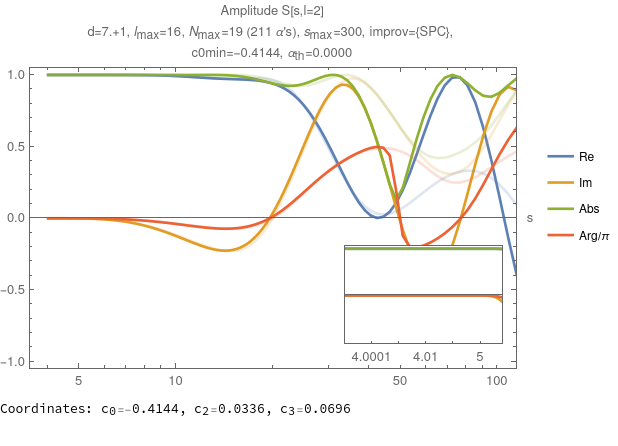 Amplitude S[s,l=2]
d=7.+1, lmax=16, Nmax=19 (211 α's), smax=300, improv={SPC},
c0min=-0.4144, αth=0.0000
1.0
0.5
0.0
-0.5
-1.0
s
Re
Im
Abs
Arg/π
4.0001 4.01 5
5 10 50 100
Coordinates: c0=-0.4144, c2=0.0336, c3=0.0696